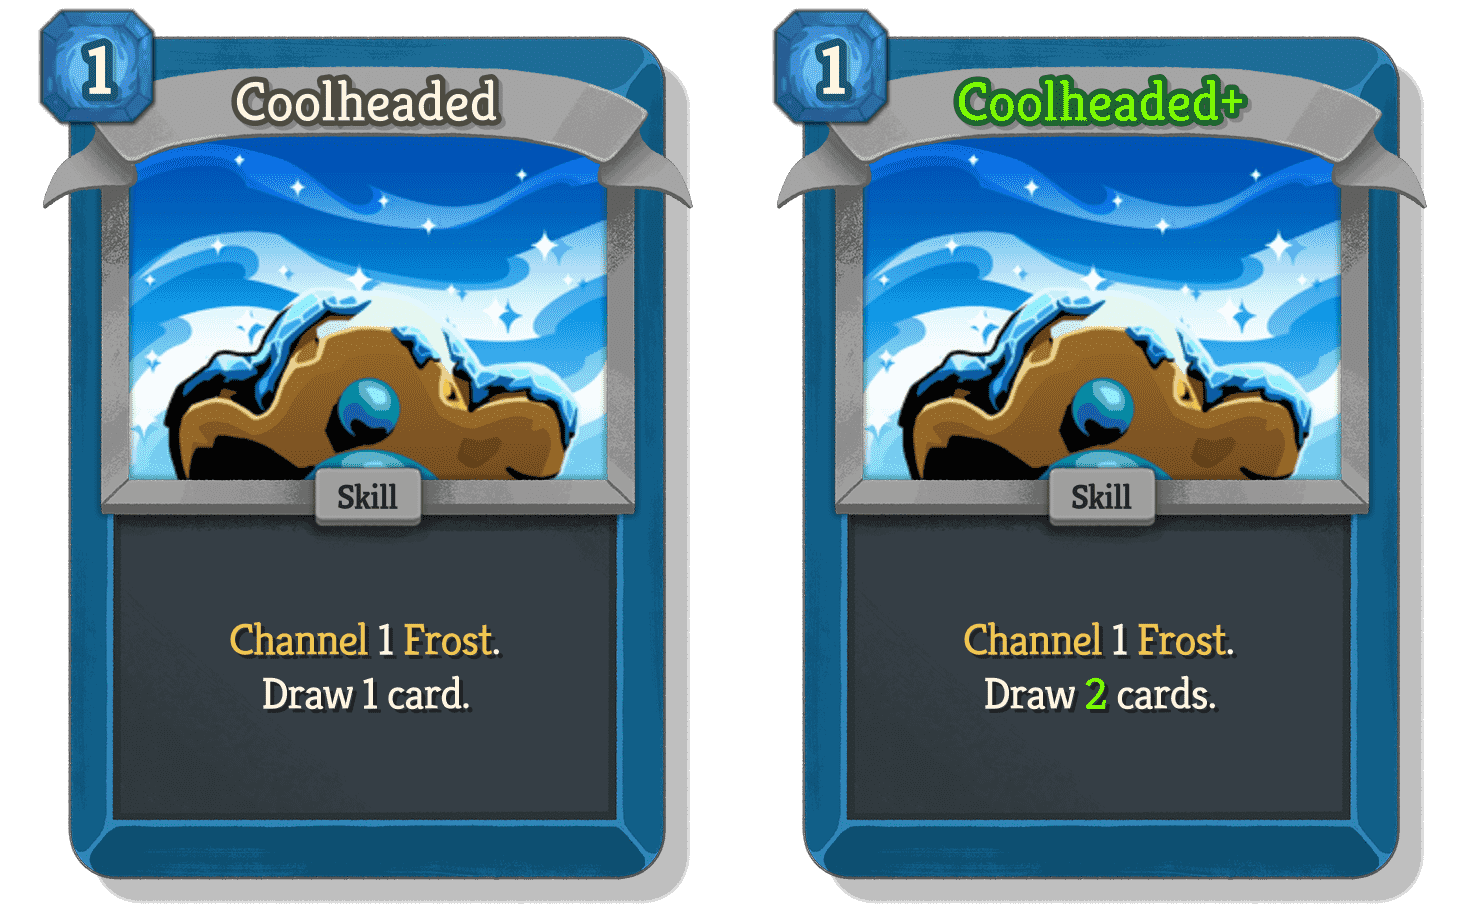 1
Coolheaded
Skill
Channel 1 Frost.
Draw 1 card.
1
Coolheaded+
Skill
Channel 1 Frost.
Draw 2 cards.